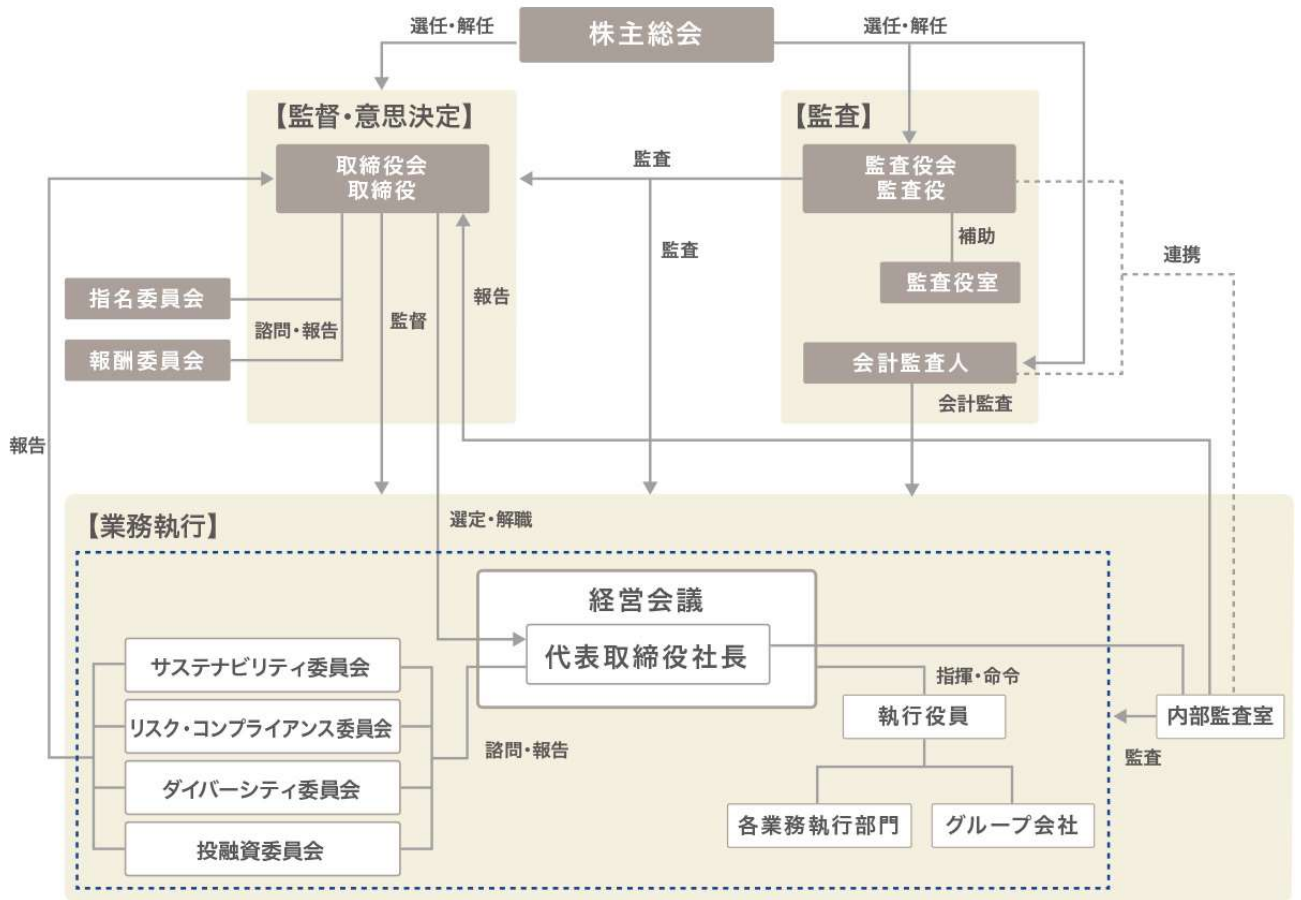 選任・解任
株主総会
選任・解任
【監督・意思決定】
【監査】
取締役会
取締役
監査
監査役会
監査役
補助
監査
連携
監査役室
指名委員会
報告
諮問・報告
監督
報酬委員会
会計監査人
会計監査
報告
【業務執行】
選定・解職
経営会議
代表取締役社長
サステナビリティ委員会
指揮・命令
リスク・コンプライアンス委員会
執行役員
内部監査室
諮問・報告
監査
ダイバーシティ委員会
各業務執行部門
グループ会社
投融資委員会